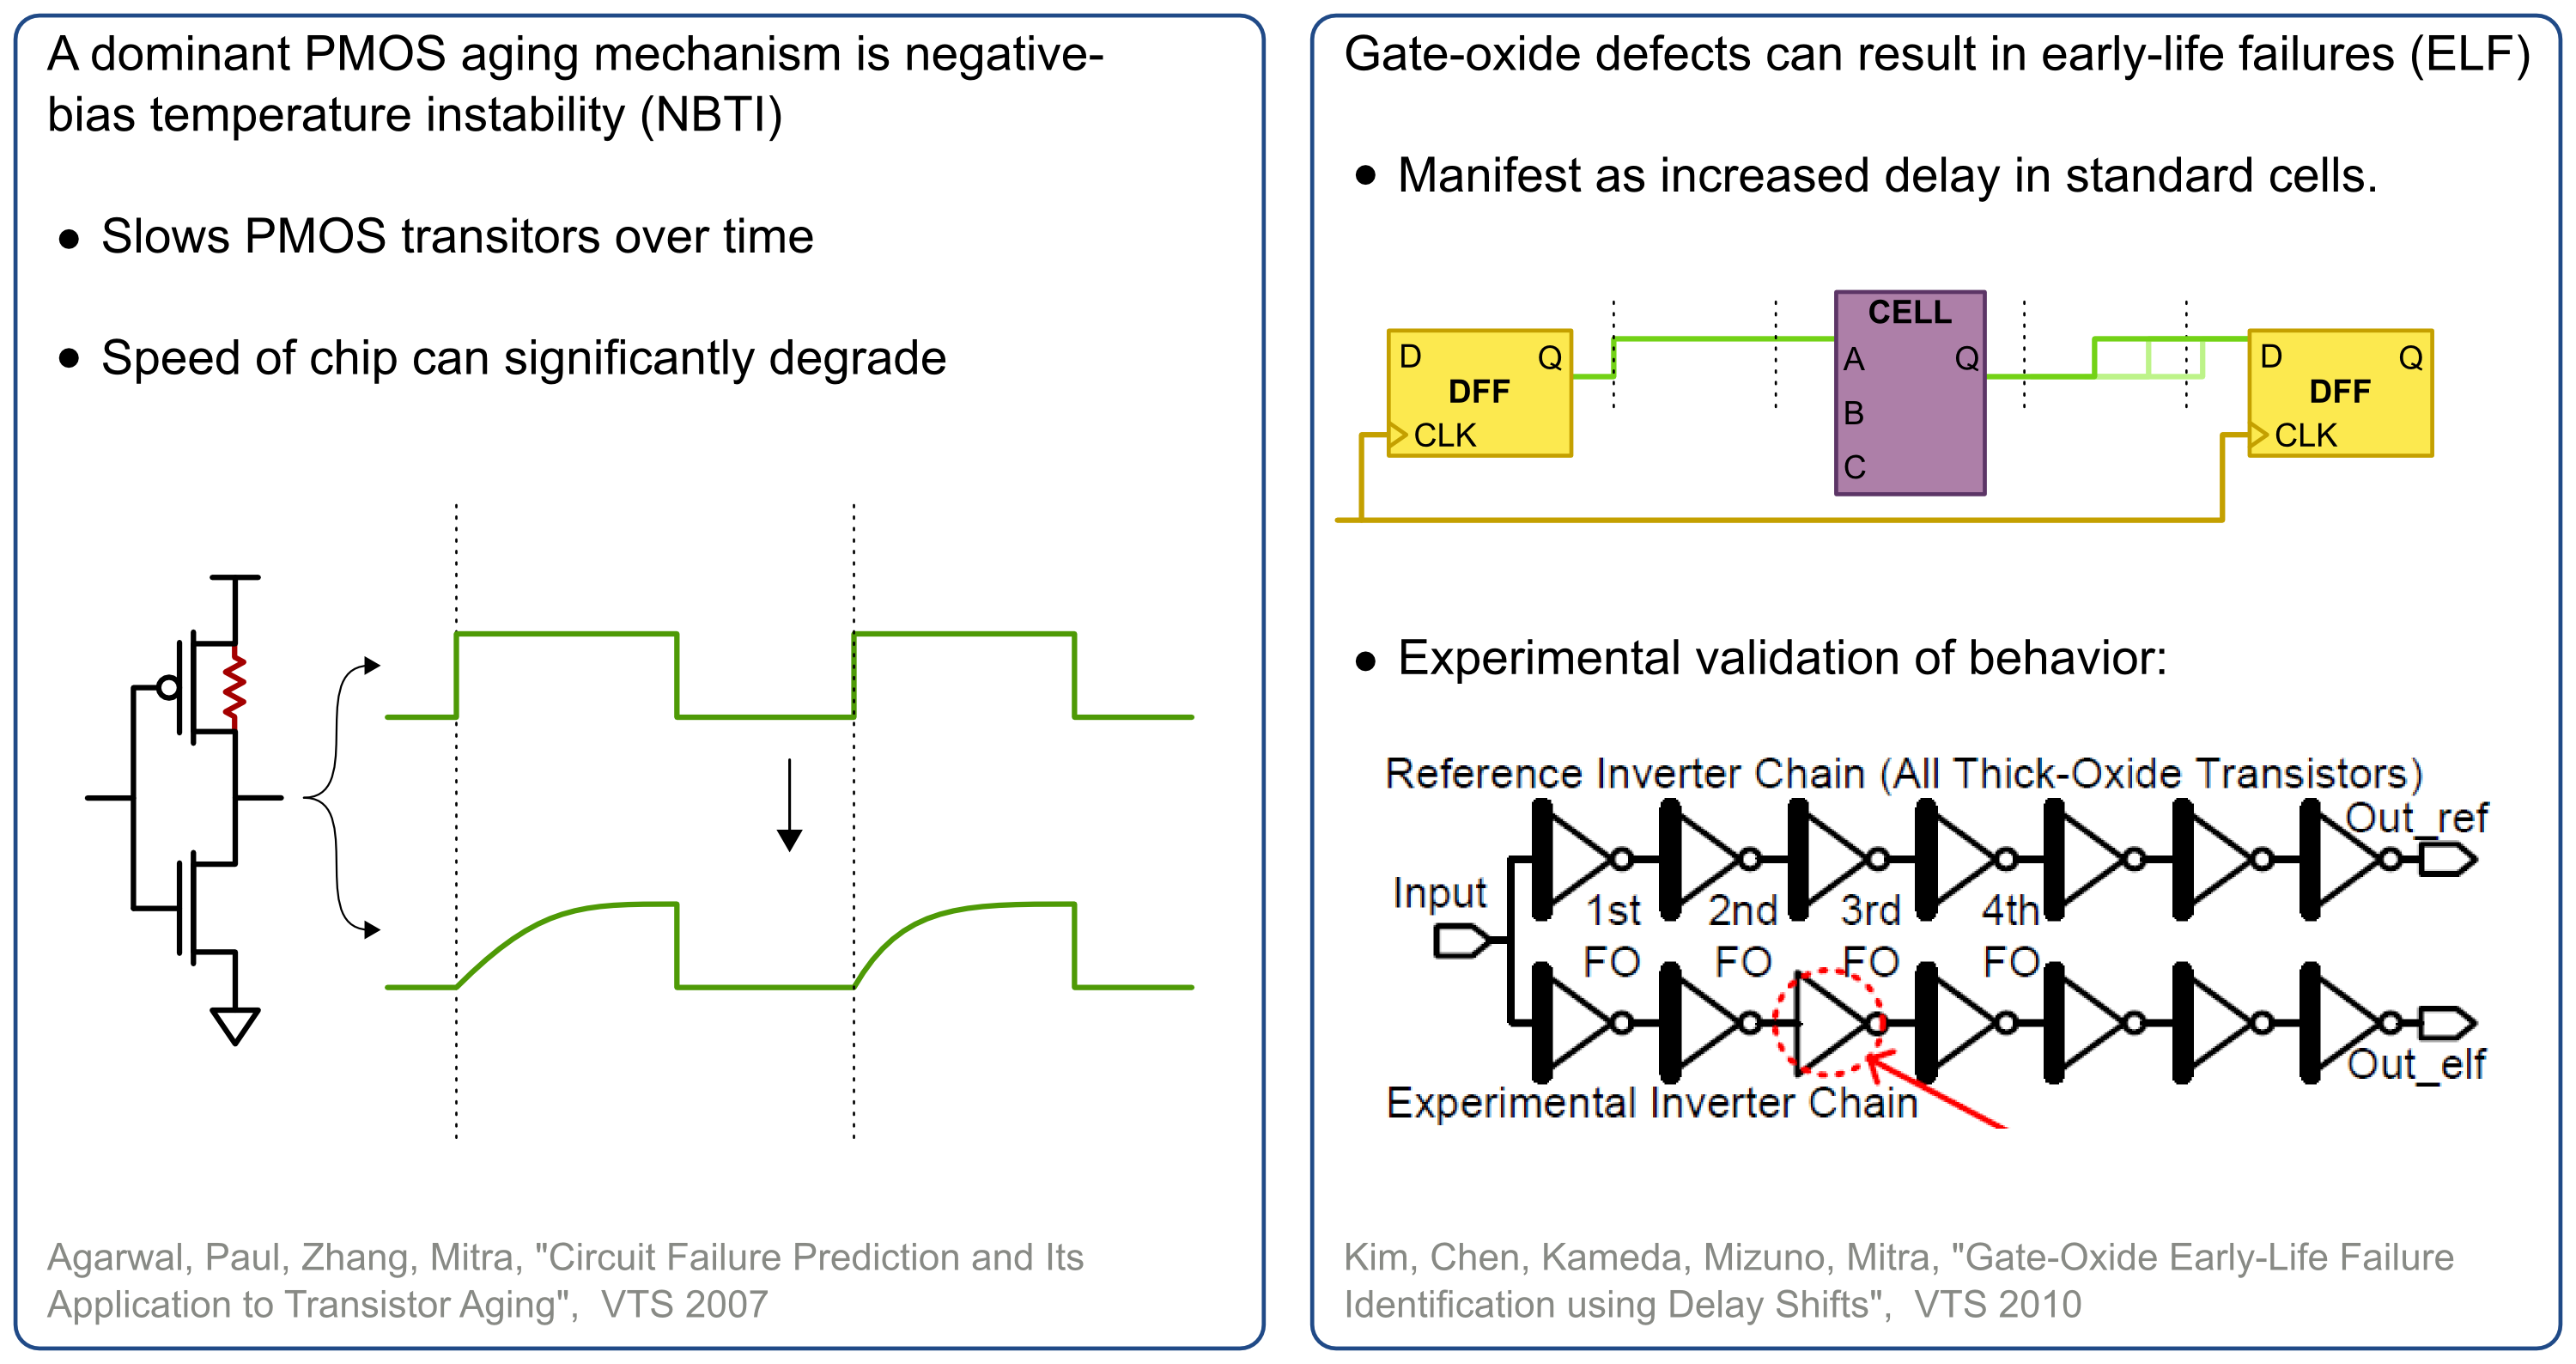 A dominant PMOS aging mechanism is negative-
bias temperature instability (NBTI)
● Slows PMOS transitors over time
● Speed of chip can significantly degrade
Agarwal, Paul, Zhang, Mitra, "Circuit Failure Prediction and Its
Application to Transistor Aging", VTS 2007
Gate-oxide defects can result in early-life failures (ELF)
● Manifest as increased delay in standard cells.
D Q
DFF
CLK
CELL
A Q
B
C
D Q
DFF
CLK
● Experimental validation of behavior:
Reference Inverter Chain (All Thick-Oxide Transistors)
Out_ref
Input
1st 2nd 3rd 4th
FO FO FO FO
Out_elf
Experimental Inverter Chain
Kim, Chen, Kameda, Mizuno, Mitra, "Gate-Oxide Early-Life Failure
Identification using Delay Shifts", VTS 2010